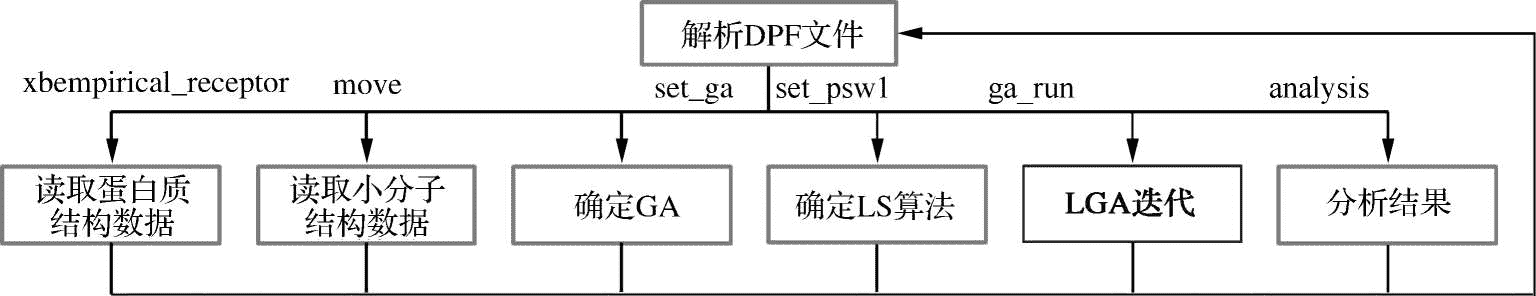 解析DPF文件
xbempirical_receptor
move
set_ga
set_psw1
ga_run
analysis
读取蛋白质
结构数据
读取小分子
结构数据
确定GA
确定LS算法
LGA迭代
分析结果